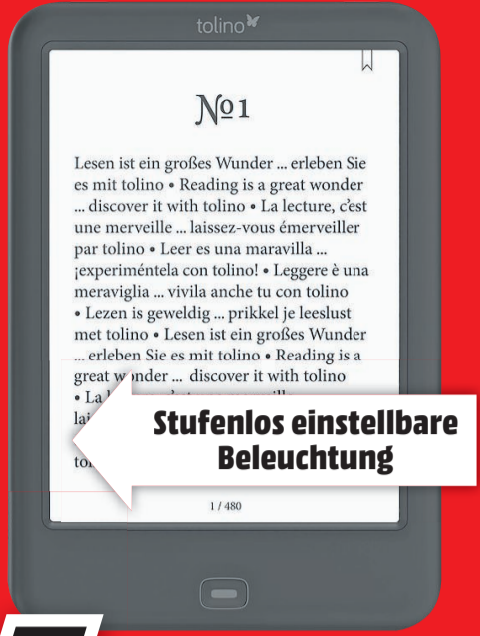 tolino
№ 1
Lesen ist ein großes Wunder ... erleben Sie
es mit tolino • Reading is a great wonder
... discover it with tolino • La lecture, c'est
une merveille ... laissez-vous émerveiller
par tolino • Leer es una maravilla ...
¡experiméntela con tolino! • Leggere è una
meraviglia ... vivila anche tu con tolino
• Lezen is geweldig ... prikkel je leeslust
met tolino • Lesen ist ein großes Wunder
... erleben Sie es mit tolino • Reading is a
great wonder ... discover it with tolino
• La
Stufenlos einstellbare
Beleuchtung
1 / 480